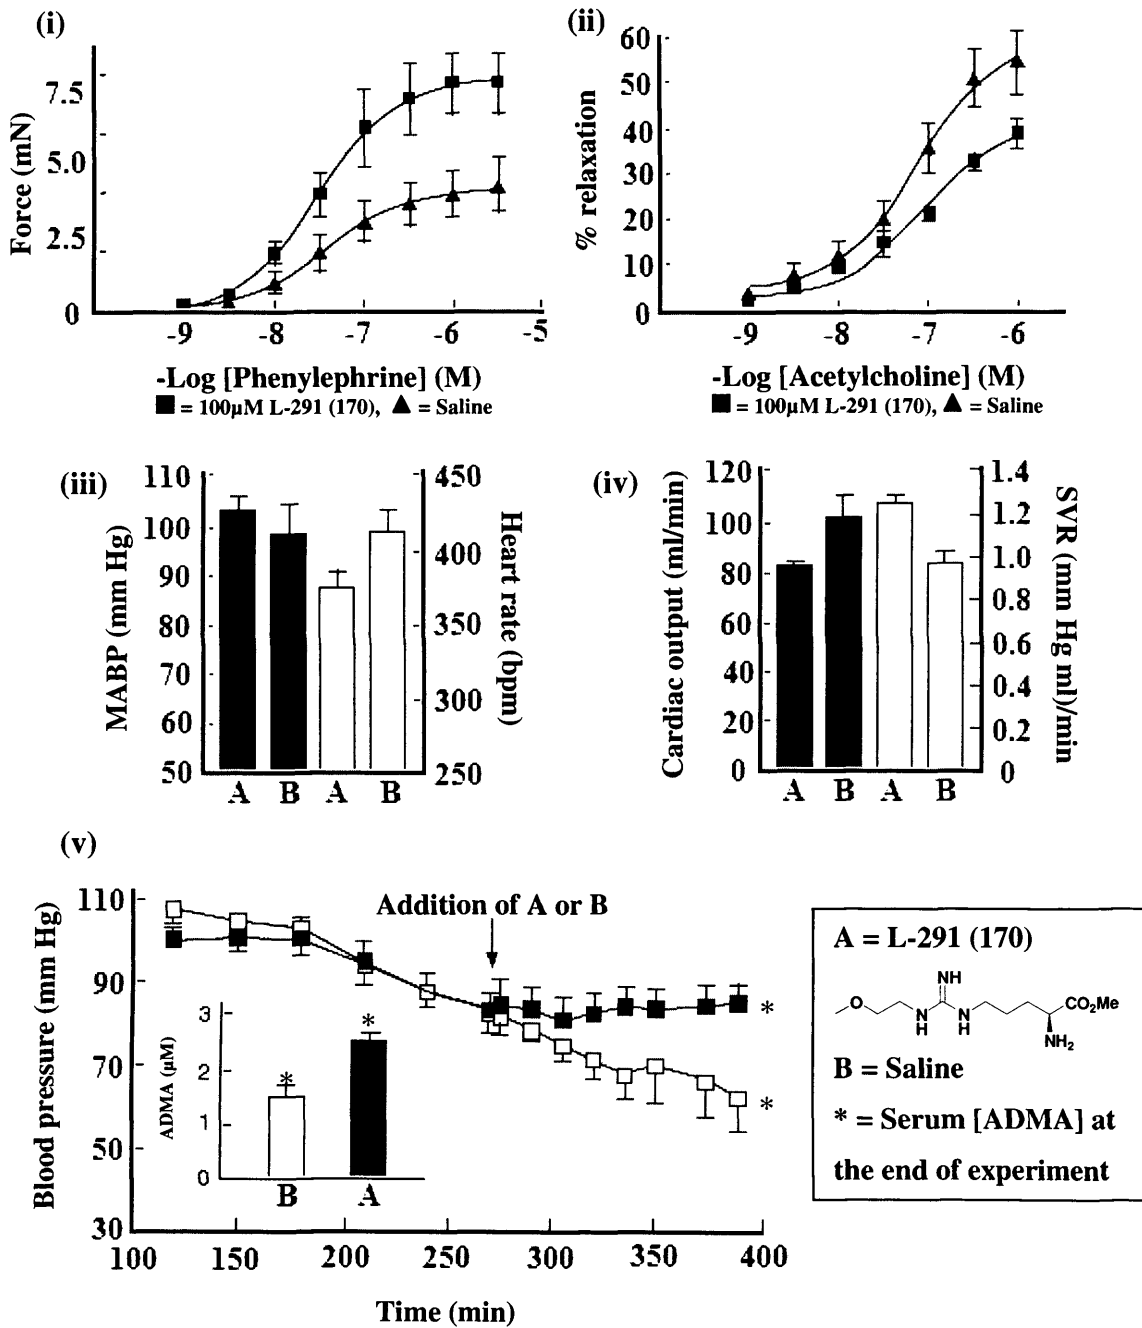 (i)
7.5
5.0
2.5
0
Force (mN)
-9 -8 -7 -6 -5
-Log [Phenylephrine] (M)
■ = 100µM L-291 (170), ▲ = Saline
(ii)
60
50
40
30
20
10
0
% relaxation
-9 -8 -7 -6
-Log [Acetylcholine] (M)
■ = 100µM L-291 (170), ▲ = Saline
(iii)
110
100
90
80
70
60
50
MABP (mm Hg)
450
400
350
300
250
Heart rate (bpm)
A B A B
(iv)
120
100
80
60
40
20
0
Cardiac output (ml/min)
1.4
1.2
1.0
0.8
0.6
0.4
0.2
0
SVR (mm Hg ml)/min
A B A B
(v)
110
90
70
50
30
Blood pressure (mm Hg)
Addition of A or B
*
*
3
2
1
0
ADMA (µM)
* *
B A
100 150 200 250 300 350 400
Time (min)
A = L-291 (170)
NH
O
N
H
N
H
CO₂Me
NH₂
B = Saline
* = Serum [ADMA] at
the end of experiment